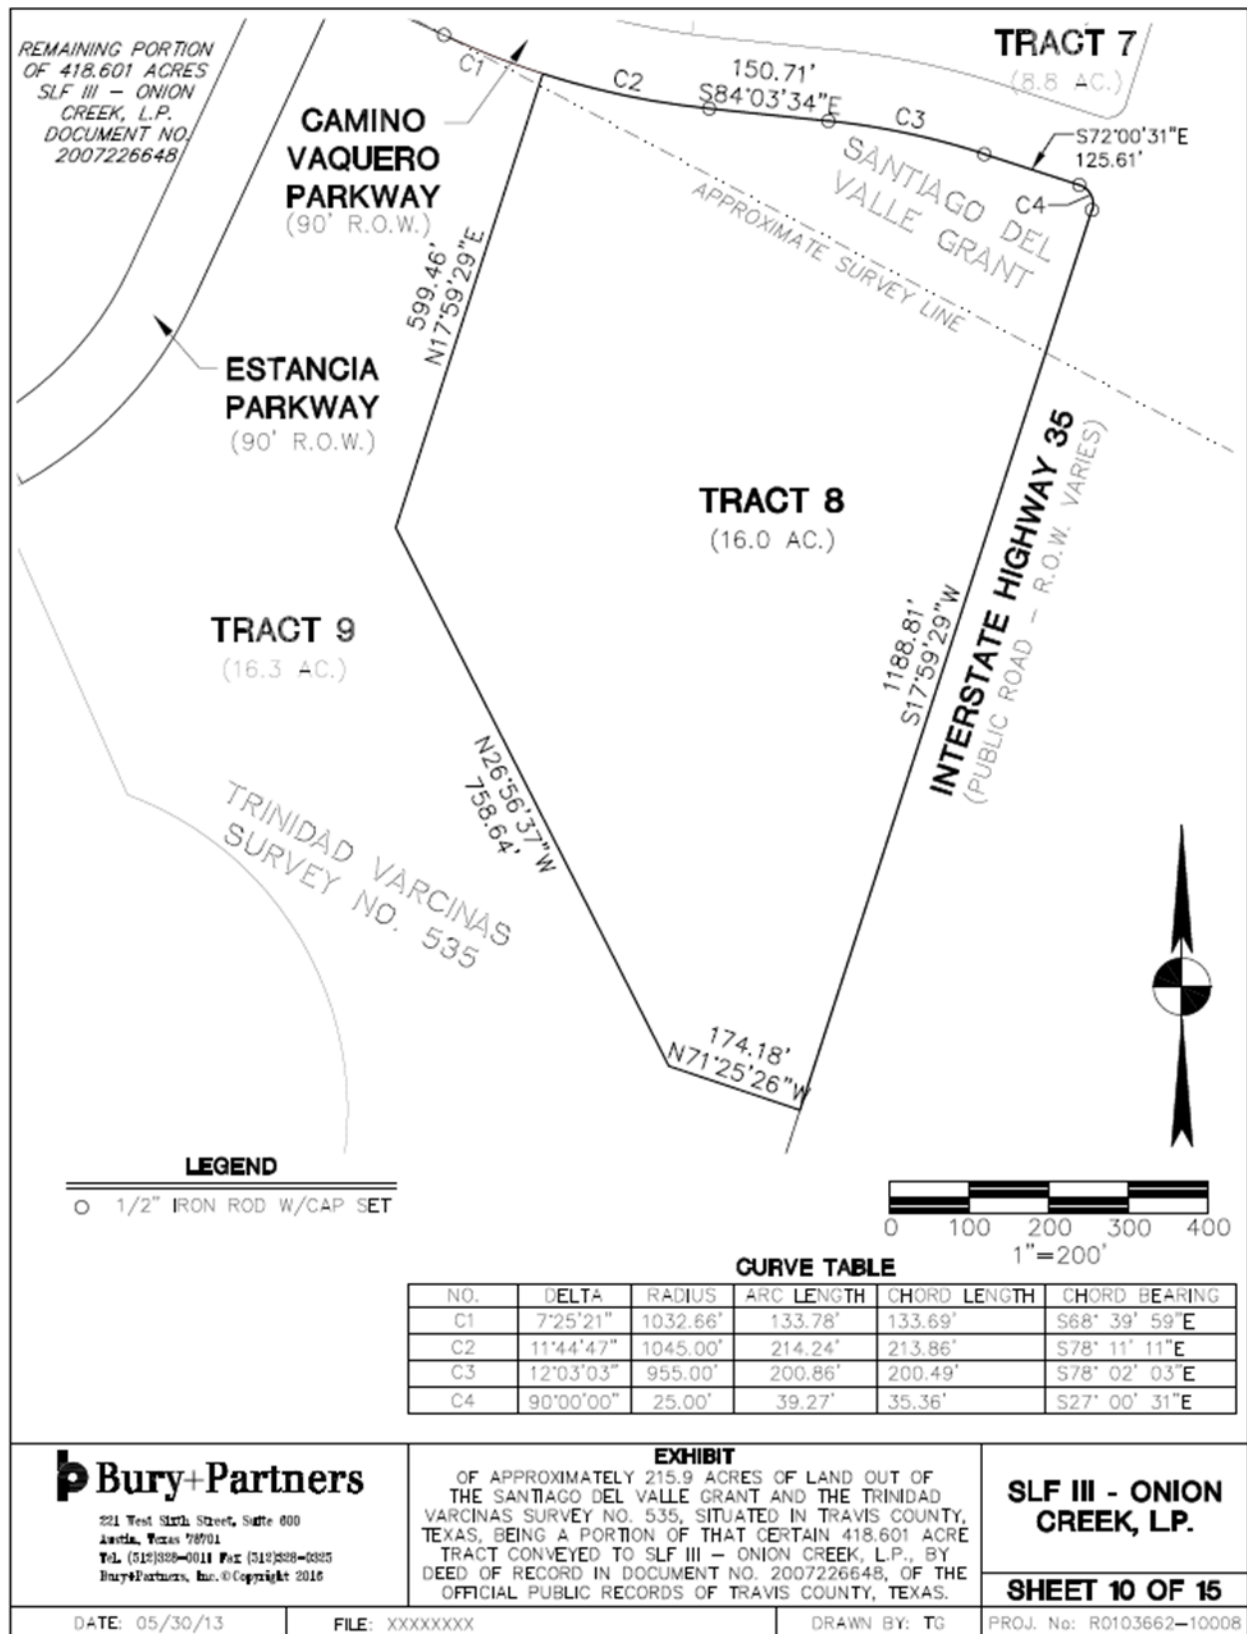 REMAINING PORTION
OF 418.601 ACRES
SLF III – ONION
CREEK, L.P.
DOCUMENT NO.
2007226648
CAMINO
VAQUERO
PARKWAY
(90' R.O.W.)
C1
C2
150.71'
S84°03'34"E
C3
TRACT 7
(8.8 AC.)
S72°00'31"E
125.61'
C4
SANTIAGO DEL
VALLE GRANT
APPROXIMATE SURVEY LINE
599.46'
N17°59'29"E
ESTANCIA
PARKWAY
(90' R.O.W.)
TRACT 8
(16.0 AC.)
INTERSTATE HIGHWAY 35
(PUBLIC ROAD – R.O.W. VARIES)
1188.81'
S17°59'29"W
TRACT 9
(16.3 AC.)
N26°56'37"W
758.64'
TRINIDAD VARCINAS
SURVEY NO. 535
174.18'
N71°25'26"W
LEGEND
1/2" IRON ROD W/CAP SET
0 100 200 300 400
1"=200'
CURVE TABLE
NO. DELTA RADIUS ARC LENGTH CHORD LENGTH CHORD BEARING
C1 7°25'21" 1032.66' 133.78' 133.69' S68° 39' 59"E
C2 11°44'47" 1045.00' 214.24' 213.86' S78° 11' 11"E
C3 12°03'03" 955.00' 200.86' 200.49' S78° 02' 03"E
C4 90°00'00" 25.00' 39.27' 35.36' S27° 00' 31"E
Bury+Partners
221 West Sixth Street, Suite 600
Austin, Texas 78701
Tel. (512)328-0011 Fax (512)328-0325
Bury+Partners, Inc. ©Copyright 2016
EXHIBIT
OF APPROXIMATELY 215.9 ACRES OF LAND OUT OF
THE SANTIAGO DEL VALLE GRANT AND THE TRINIDAD
VARCINAS SURVEY NO. 535, SITUATED IN TRAVIS COUNTY,
TEXAS, BEING A PORTION OF THAT CERTAIN 418.601 ACRE
TRACT CONVEYED TO SLF III – ONION CREEK, L.P., BY
DEED OF RECORD IN DOCUMENT NO. 2007226648, OF THE
OFFICIAL PUBLIC RECORDS OF TRAVIS COUNTY, TEXAS.
SLF III - ONION
CREEK, L.P.
SHEET 10 OF 15
DATE: 05/30/13
FILE: XXXXXXXX
DRAWN BY: TG
PROJ. No: R0103662–10008